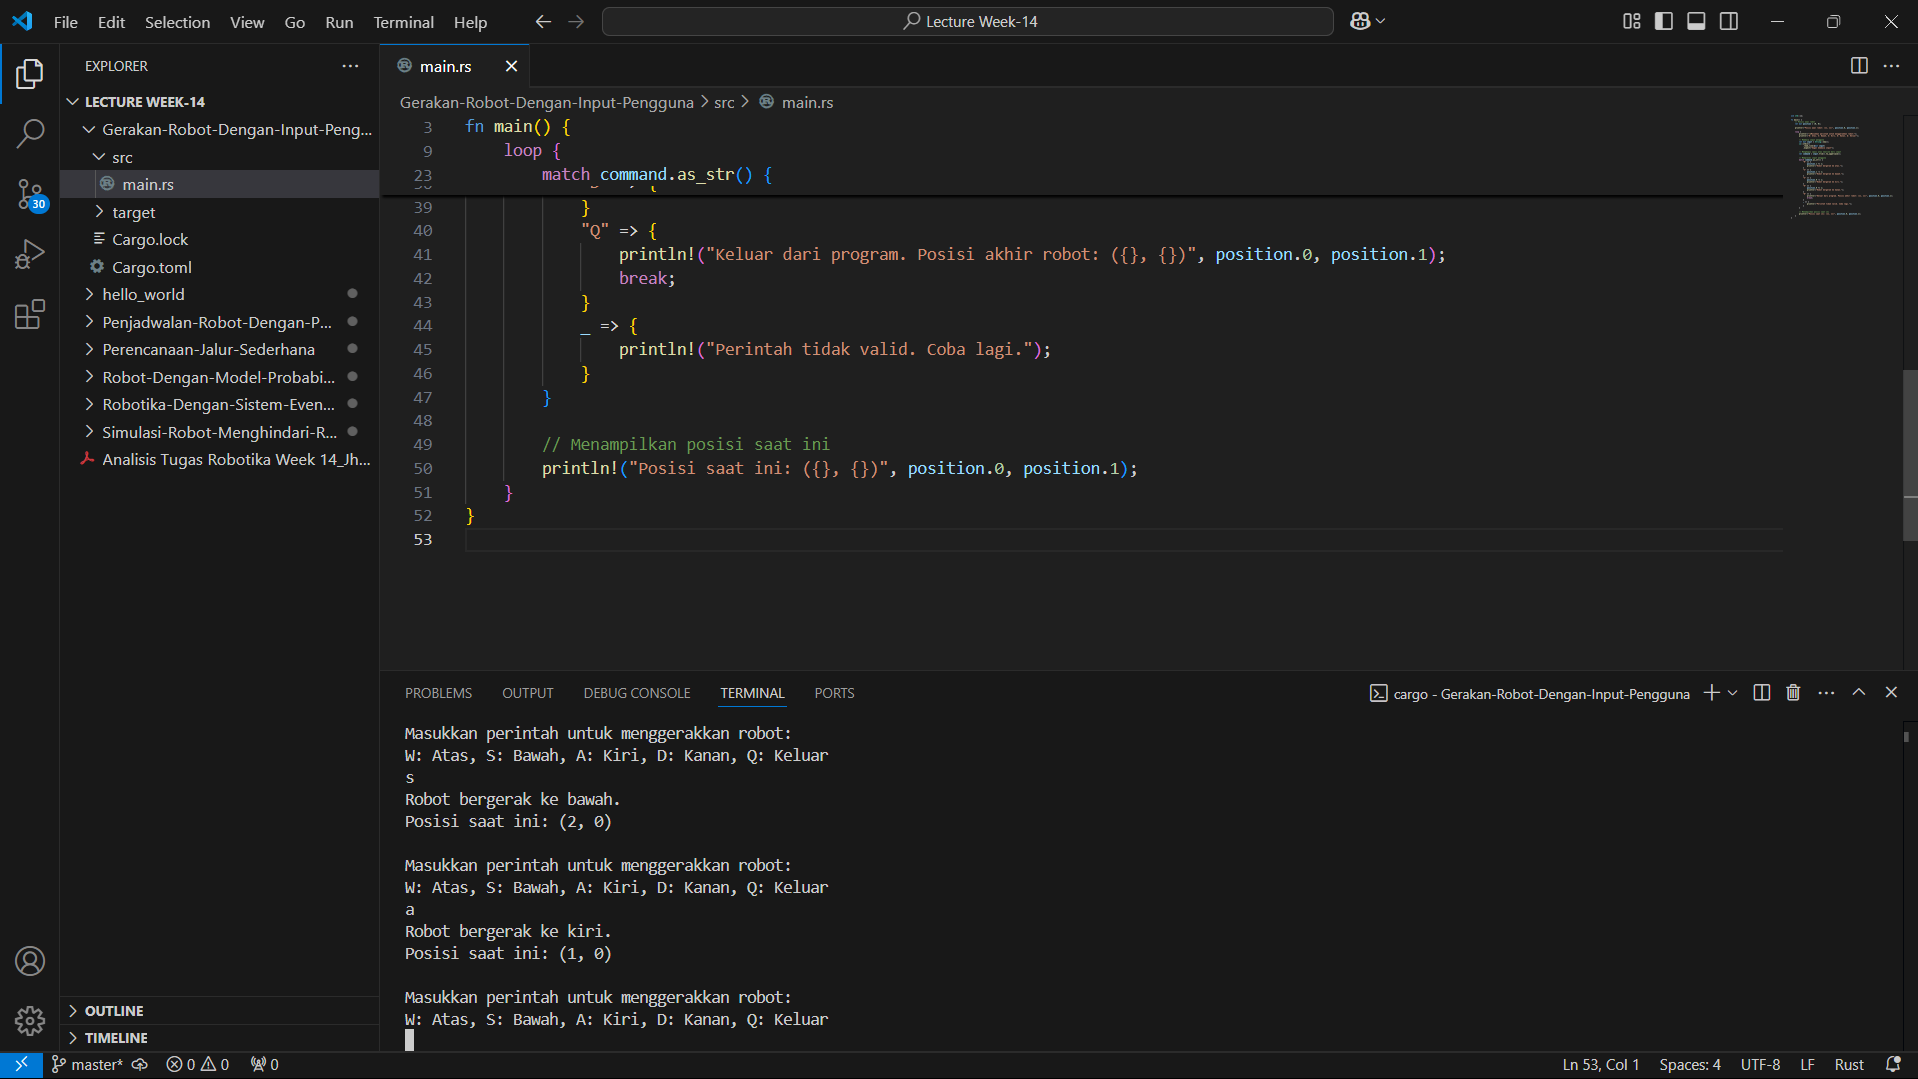 File Edit Selection View Go Run Terminal Help
Lecture Week-14
EXPLORER
LECTURE WEEK-14
Gerakan-Robot-Dengan-Input-Peng...
src
main.rs
target
Cargo.lock
Cargo.toml
hello_world
Penjadwalan-Robot-Dengan-P...
Perencanaan-Jalur-Sederhana
Robot-Dengan-Model-Probabi...
Robotika-Dengan-Sistem-Even...
Simulasi-Robot-Menghindari-R...
Analisis Tugas Robotika Week 14_Jh...
OUTLINE
TIMELINE
30
main.rs
Gerakan-Robot-Dengan-Input-Pengguna > src > main.rs
3 fn main() {
9 loop {
23 match command.as_str() {
39 }
40 "Q" => {
41 println!("Keluar dari program. Posisi akhir robot: ({}, {})", position.0, position.1);
42 break;
43 }
44 _ => {
45 println!("Perintah tidak valid. Coba lagi.");
46 }
47 }
48
49 // Menampilkan posisi saat ini
50 println!("Posisi saat ini: ({}, {})", position.0, position.1);
51 }
52 }
53
PROBLEMS OUTPUT DEBUG CONSOLE TERMINAL PORTS
cargo - Gerakan-Robot-Dengan-Input-Pengguna
Masukkan perintah untuk menggerakkan robot:
W: Atas, S: Bawah, A: Kiri, D: Kanan, Q: Keluar
s
Robot bergerak ke bawah.
Posisi saat ini: (2, 0)
Masukkan perintah untuk menggerakkan robot:
W: Atas, S: Bawah, A: Kiri, D: Kanan, Q: Keluar
a
Robot bergerak ke kiri.
Posisi saat ini: (1, 0)
Masukkan perintah untuk menggerakkan robot:
W: Atas, S: Bawah, A: Kiri, D: Kanan, Q: Keluar
master* 0 0 0
Ln 53, Col 1 Spaces: 4 UTF-8 LF Rust